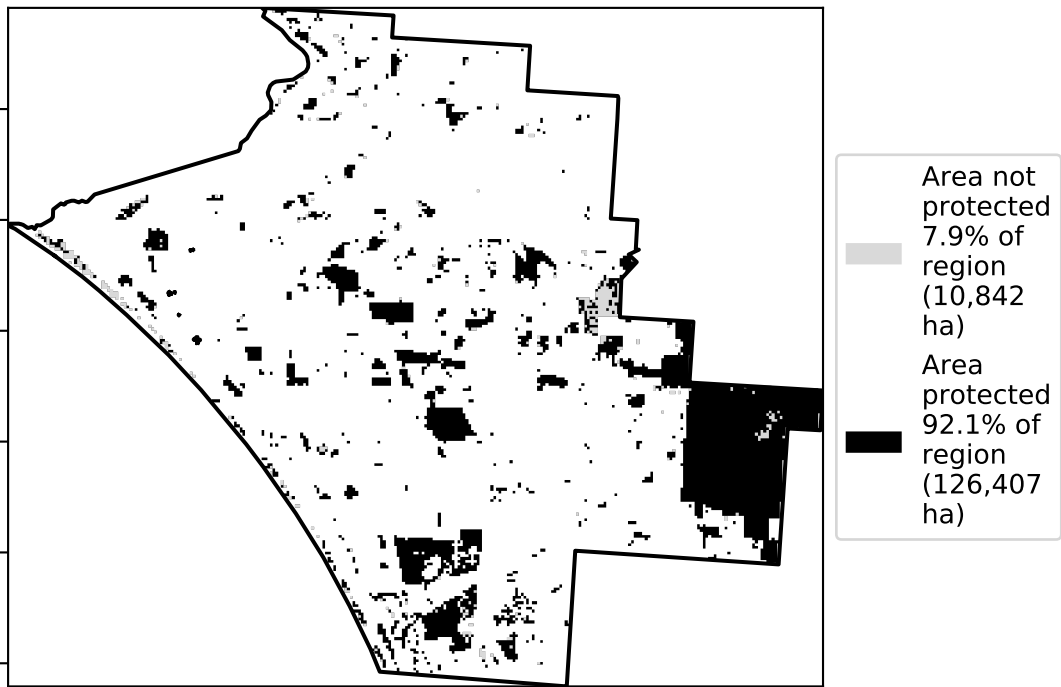 Area not
protected
7.9% of
region
(10,842
ha)
Area
protected
92.1% of
region
(126,407
ha)